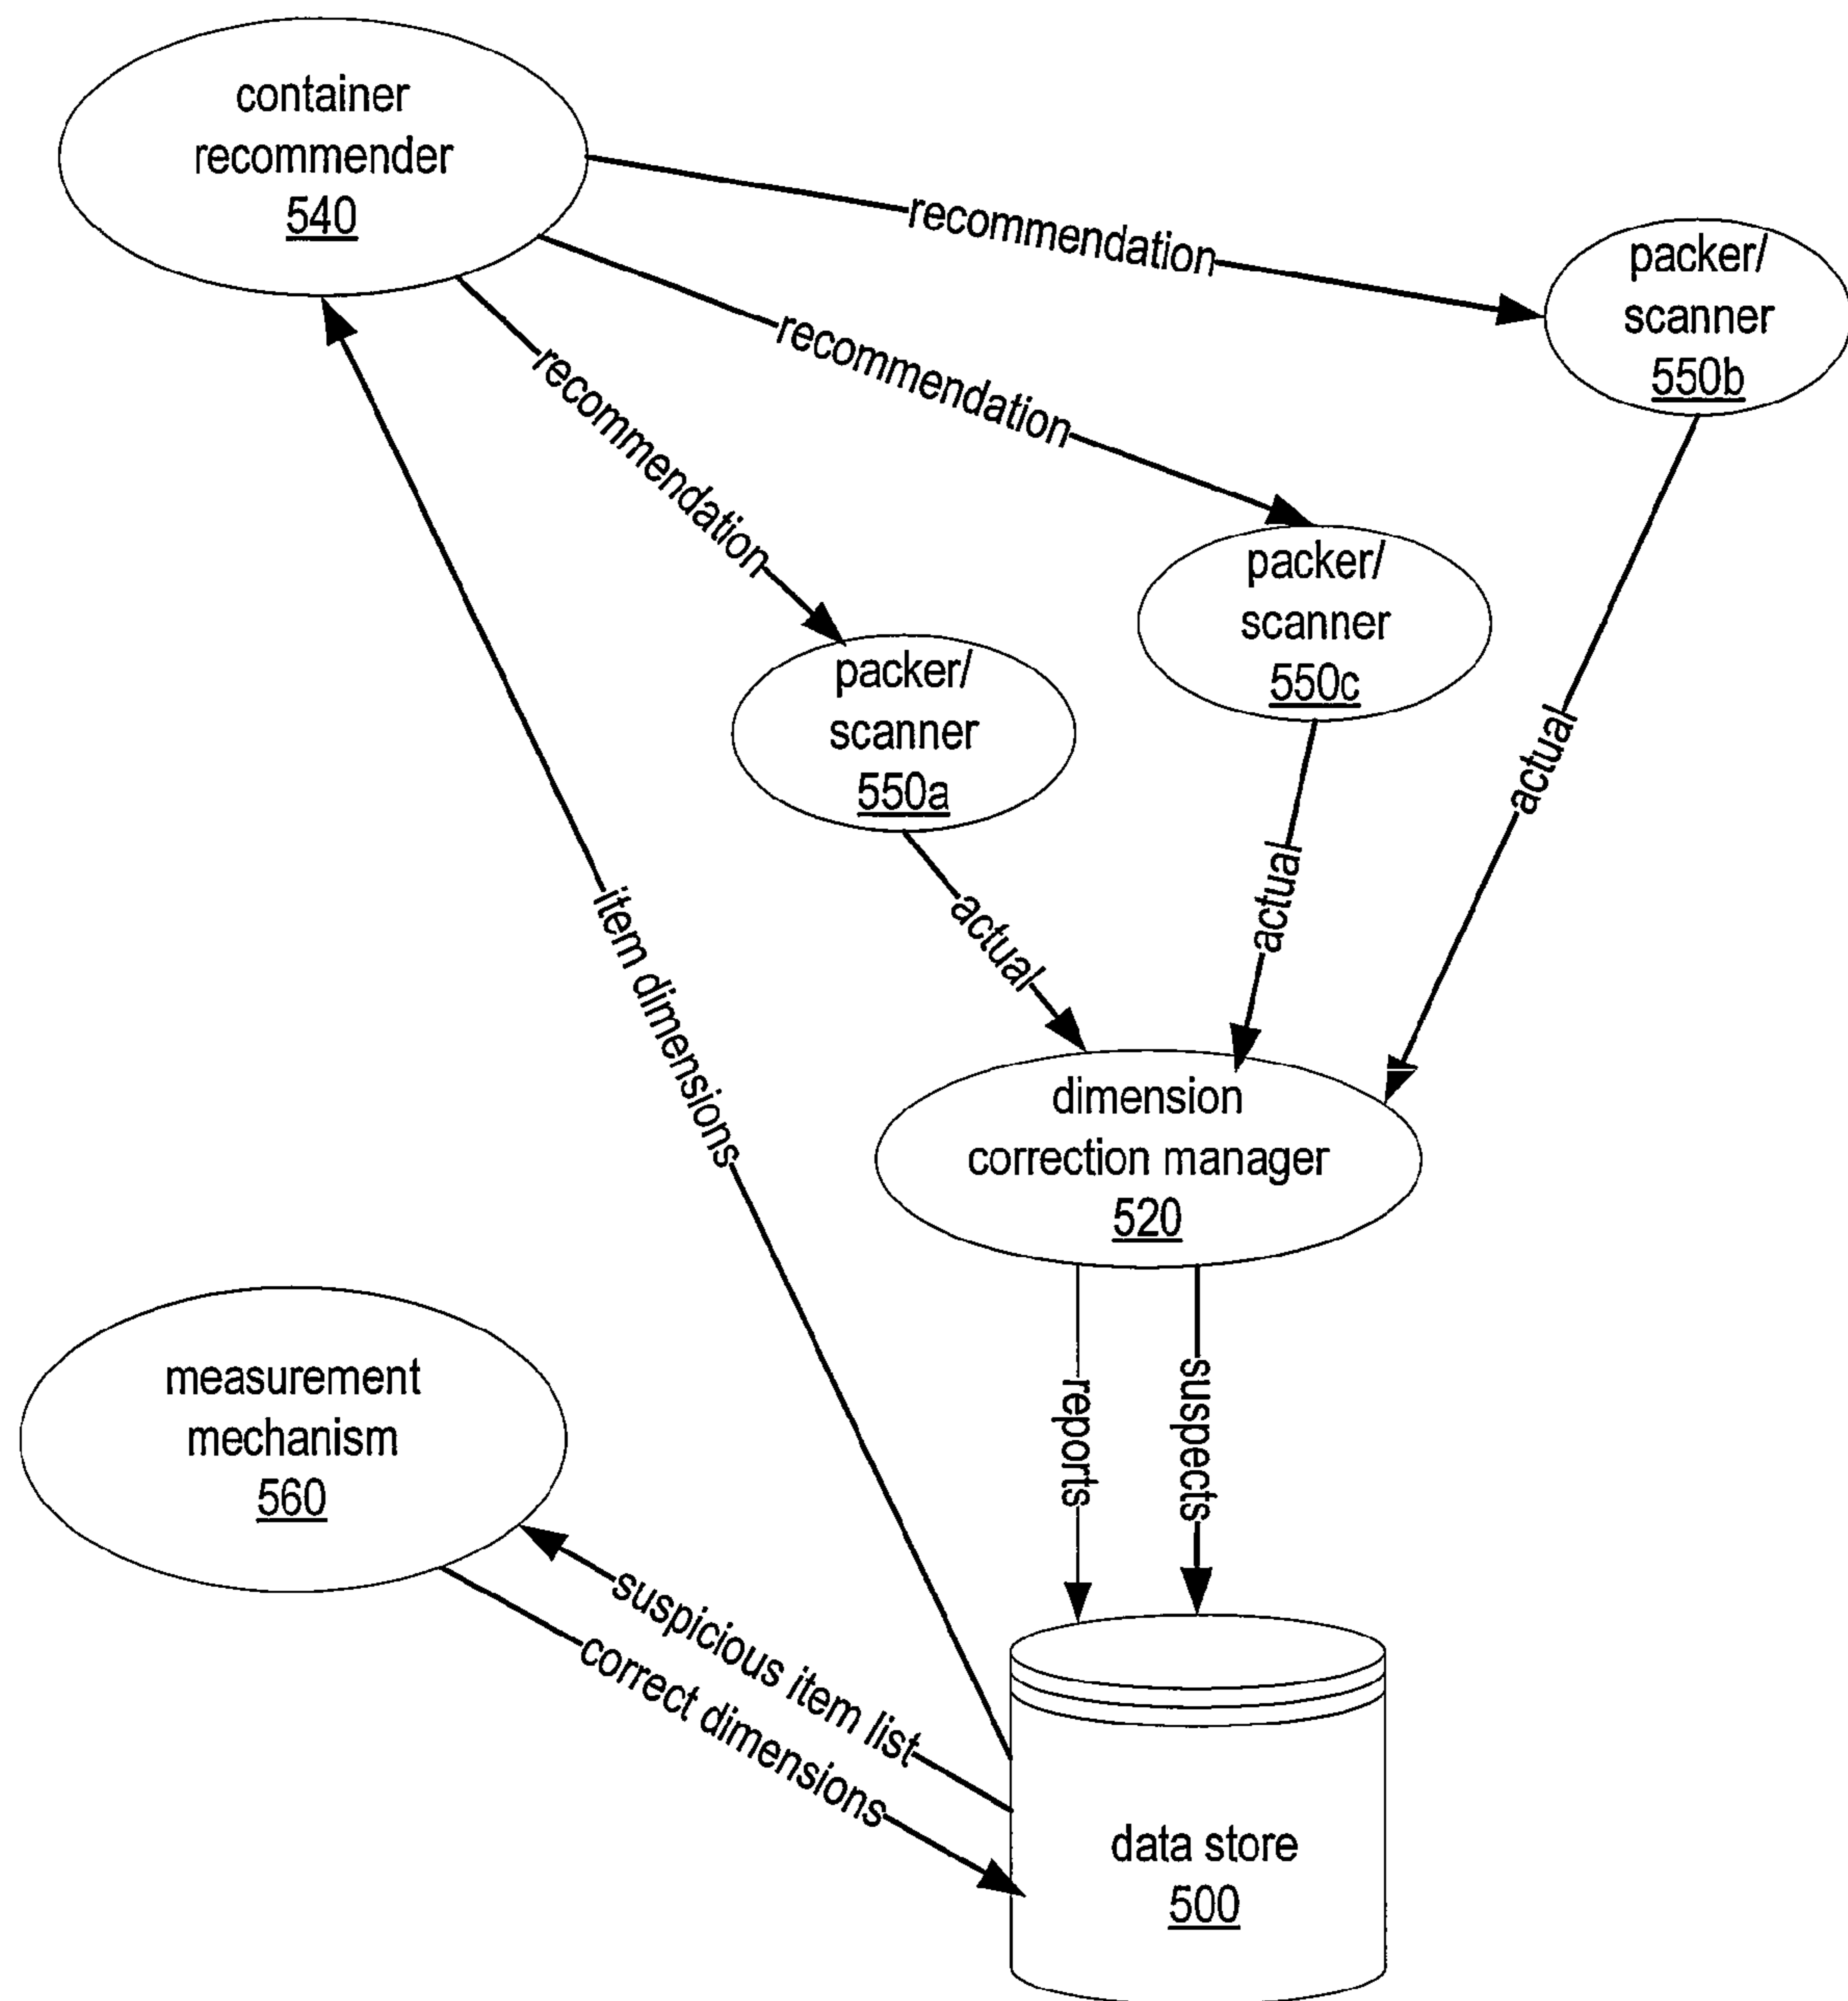 container
recommender
540
recommendation
packer/
scanner
550b
recommendation
recommendation
packer/
scanner
550c
packer/
scanner
550a
actual
actual
actual
item dimensions
dimension
correction manager
520
measurement
mechanism
560
reports
suspects
suspicious item list
correct dimensions
data store
500